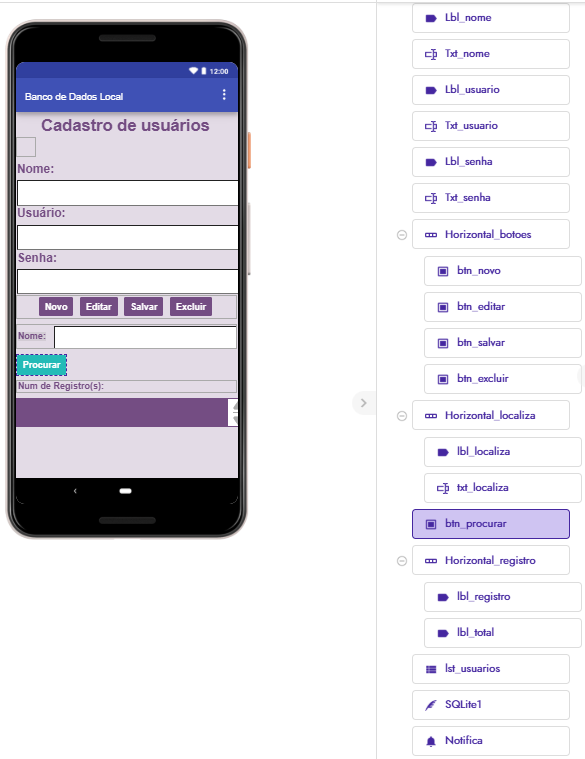 12:00
Banco de Dados Local
Cadastro de usuários
Nome:
Usuário:
Senha:
Novo Editar Salvar Excluir
Nome:
Procurar
Num de Registro(s):
Lbl_nome
Txt_nome
Lbl_usuario
Txt_usuario
Lbl_senha
Txt_senha
Horizontal_botoes
btn_novo
btn_editar
btn_salvar
btn_excluir
Horizontal_localiza
lbl_localiza
txt_localiza
btn_procurar
Horizontal_registro
lbl_registro
lbl_total
lst_usuarios
SQLite1
Notifica